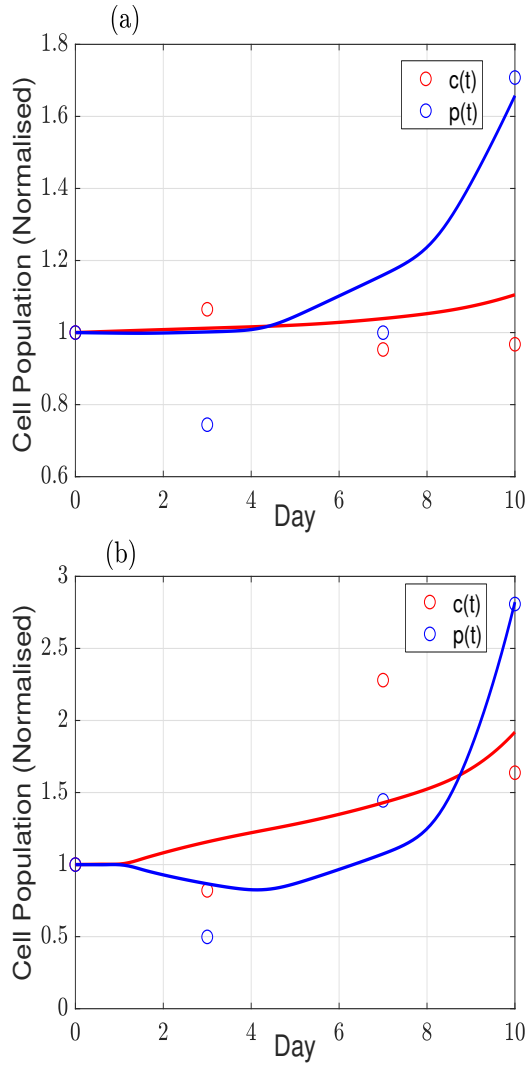 (a)
1.8
1.6
1.4
1.2
1
0.8
0.6
Cell Population (Normalised)
c(t)
p(t)
0 2 4 6 8 10
Day
(b)
3
2.5
2
1.5
1
0.5
0
Cell Population (Normalised)
c(t)
p(t)
0 2 4 6 8 10
Day